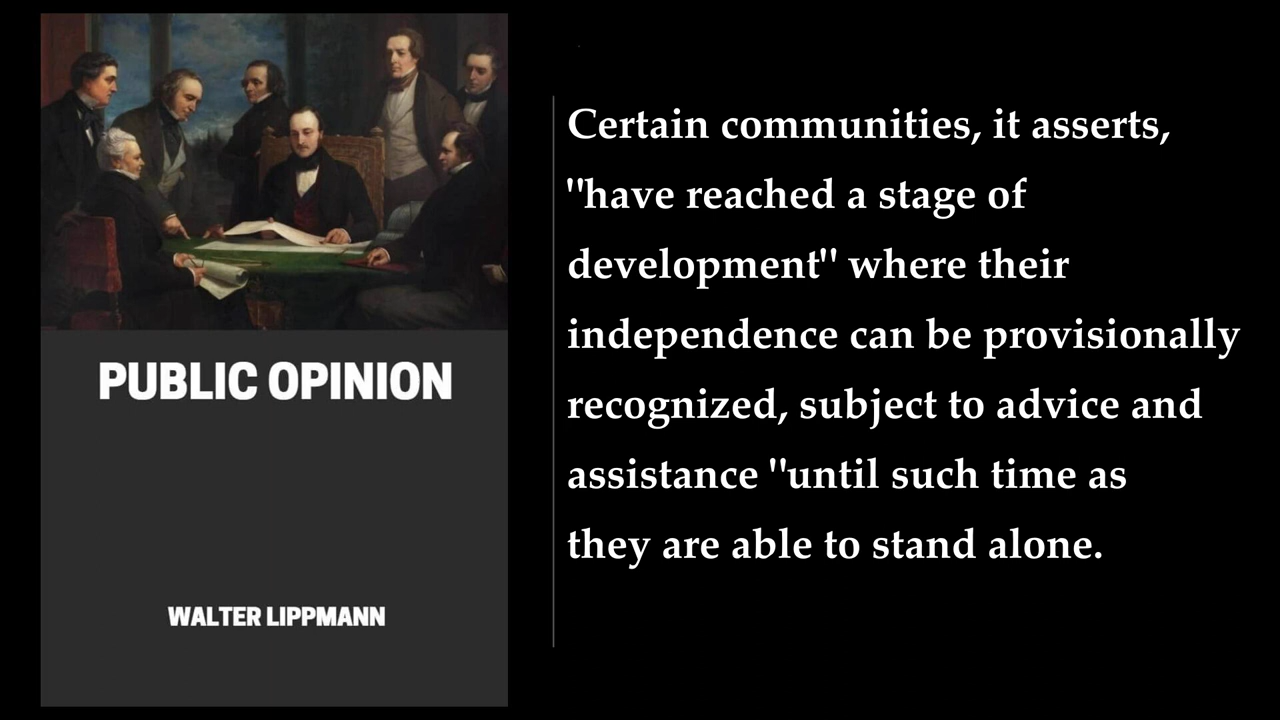 PUBLIC OPINION
WALTER LIPPMANN
Certain communities, it asserts,
"have reached a stage of
development" where their
independence can be provisionally
recognized, subject to advice and
assistance "until such time as
they are able to stand alone.